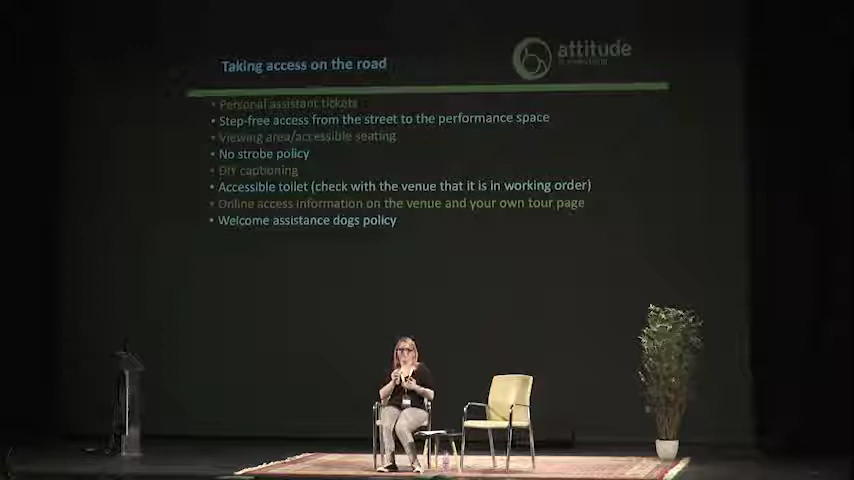 Taking access on the road
attitude
• Personal assistant tickets
• Step-free access from the street to the performance space
• Viewing area/accessible seating
• No strobe policy
• DIY captioning
• Accessible toilet (check with the venue that it is in working order)
• Online access information on the venue and your own tour page
• Welcome assistance dogs policy